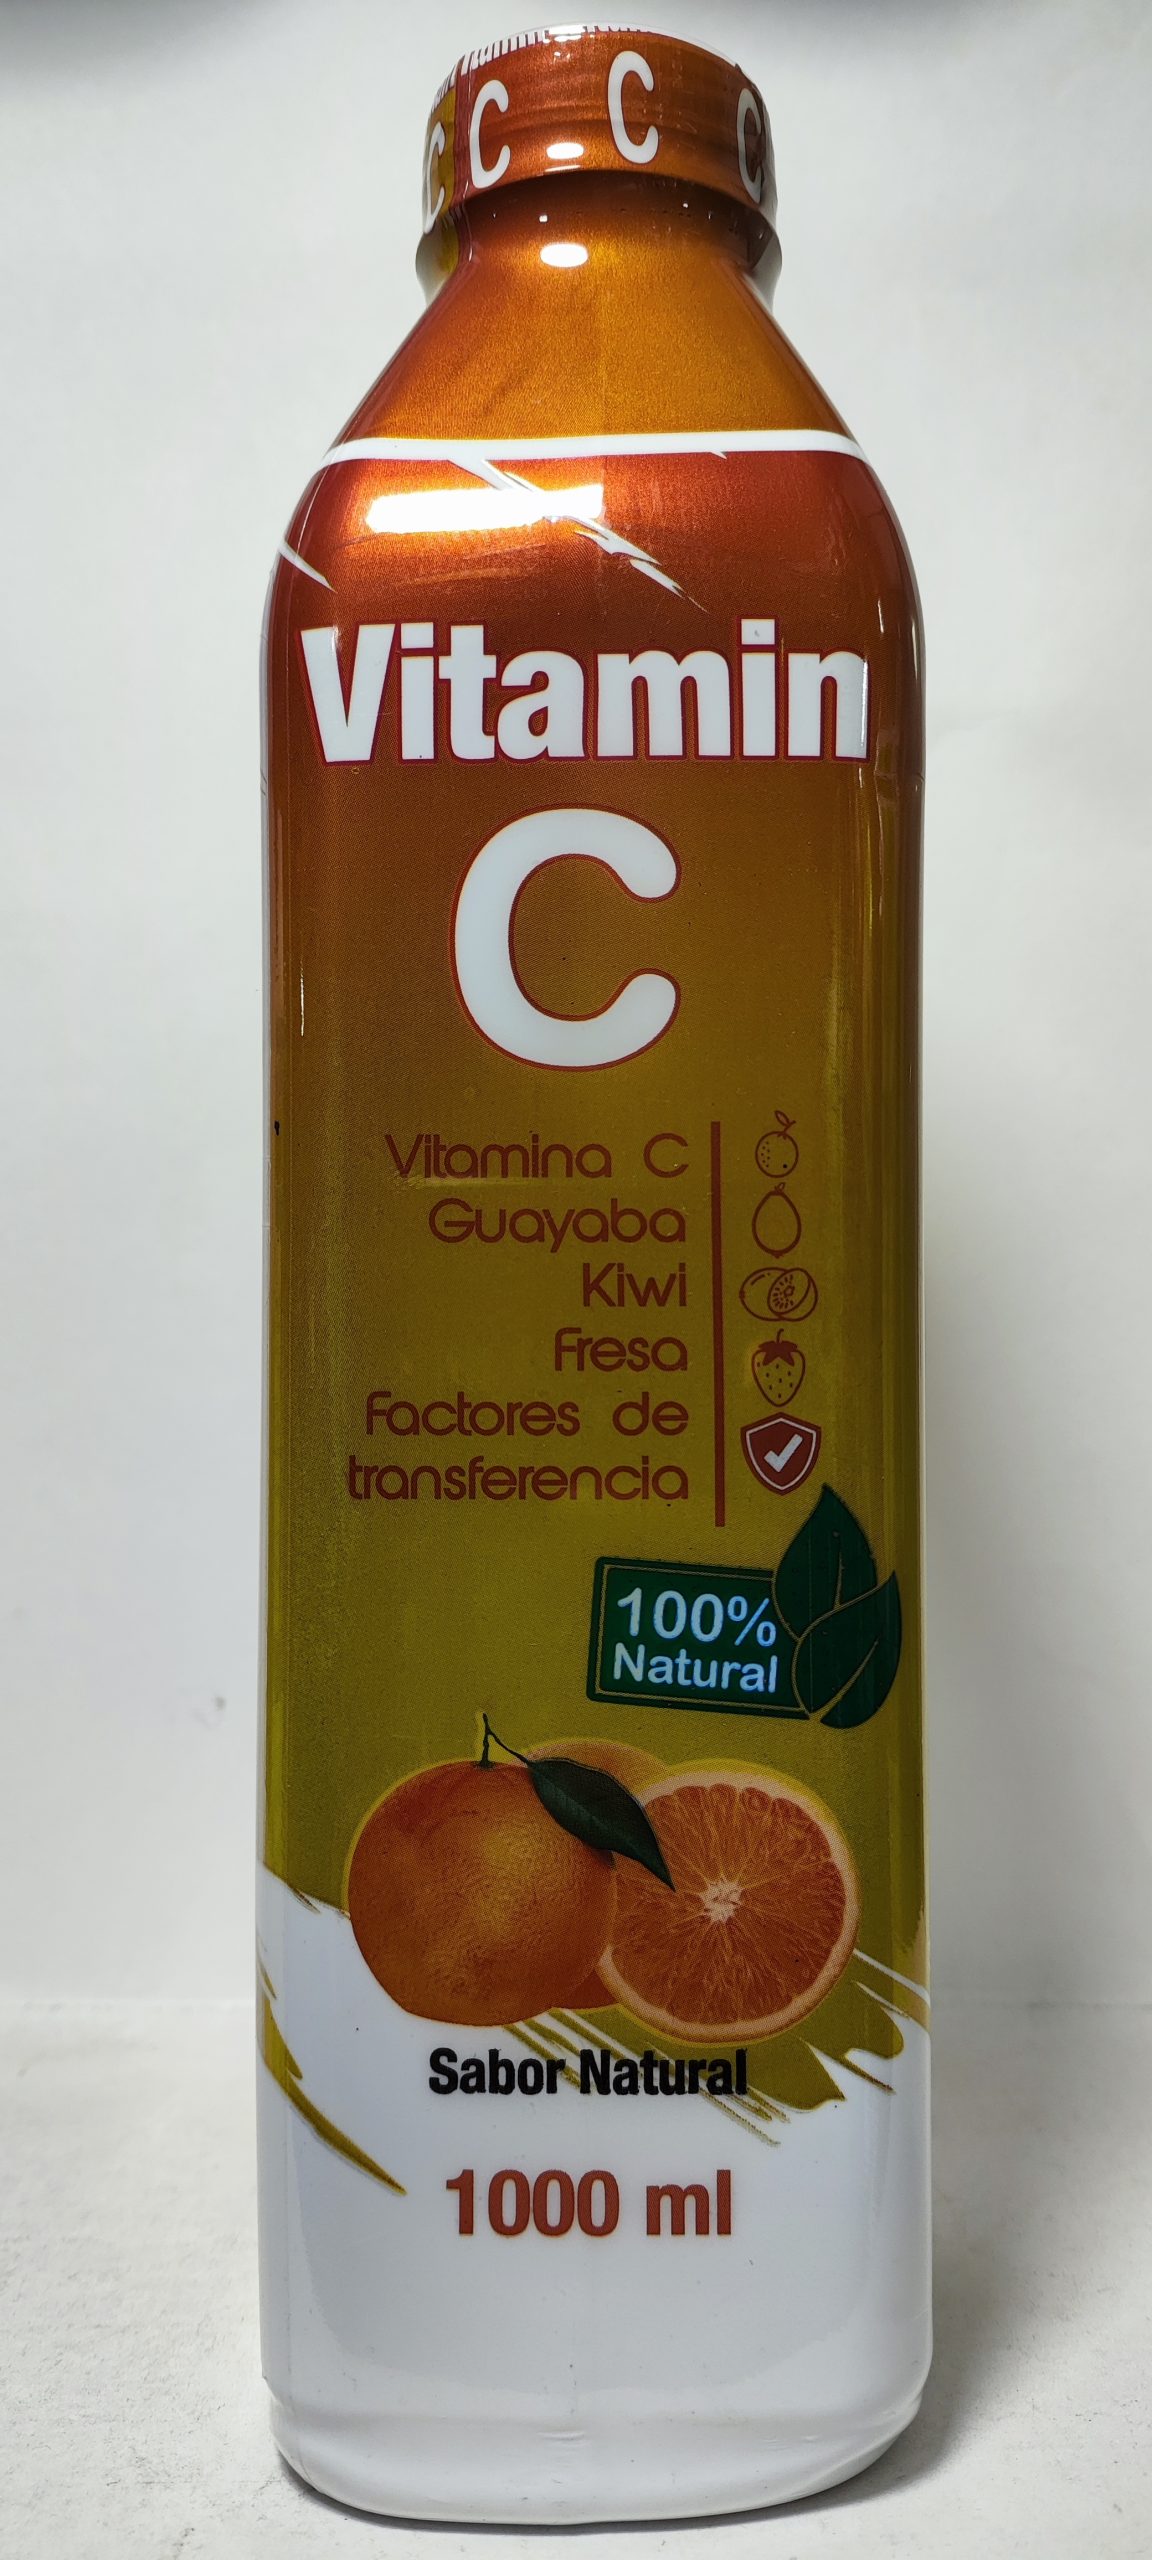 C C C C
Vitamin
C
Vitamina C
Guayaba
Kiwi
Fresa
Factores de
transferencia
100%
Natural
Sabor Natural
1000 ml